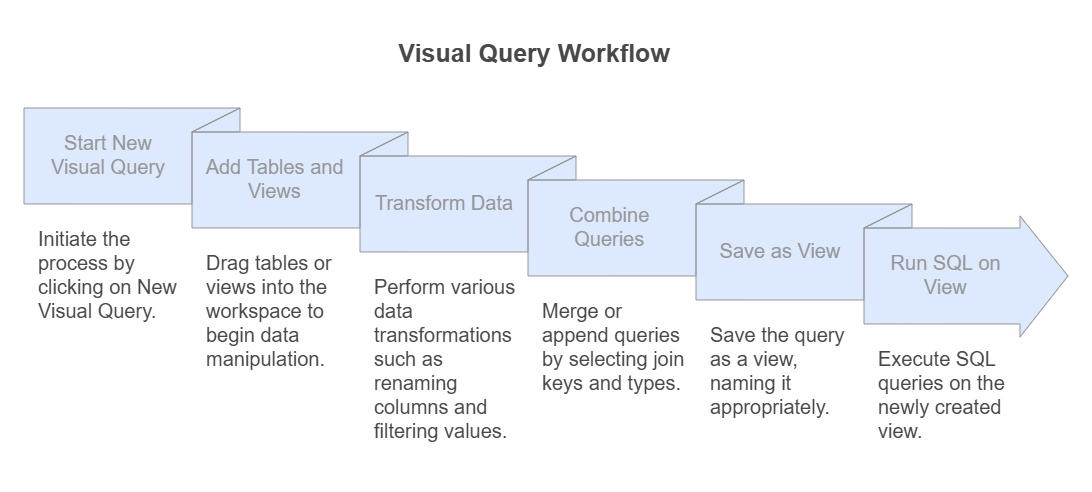 Visual Query Workflow
Start New
Visual Query
Initiate the
process by
clicking on New
Visual Query.
Add Tables and
Views
Drag tables or
views into the
workspace to
begin data
manipulation.
Transform Data
Perform various
data
transformations
such as
renaming
columns and
filtering values.
Combine
Queries
Merge or
append queries
by selecting join
keys and types.
Save as View
Save the query
as a view,
naming it
appropriately.
Run SQL on
View
Execute SQL
queries on the
newly created
view.